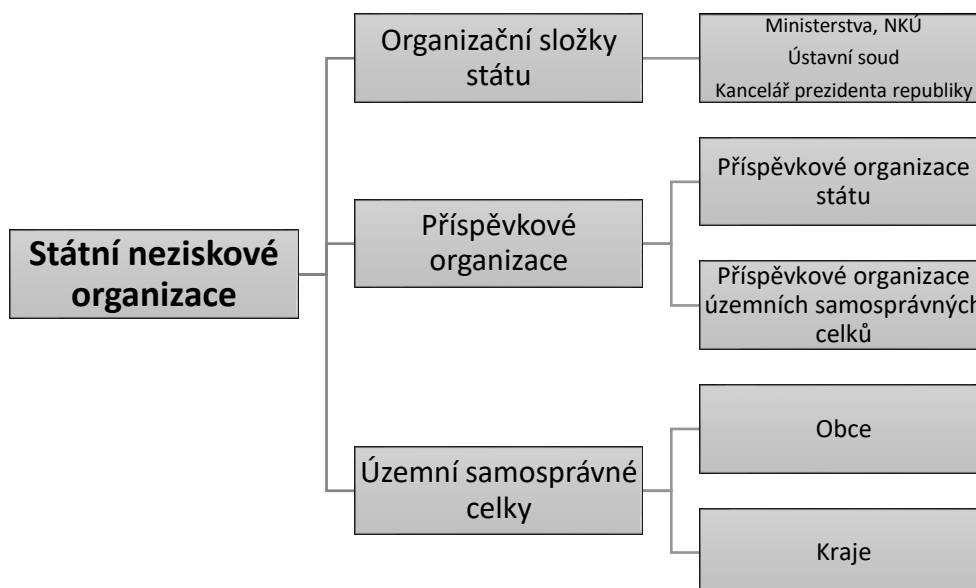 Státní neziskové
organizace
Organizační složky
státu
Ministerstva, NKÚ
Ústavní soud
Kancelář prezidenta republiky
Příspěvkové
organizace
Příspěvkové organizace
státu
Příspěvkové organizace
územních samosprávných
celků
Územní samosprávné
celky
Obce
Kraje